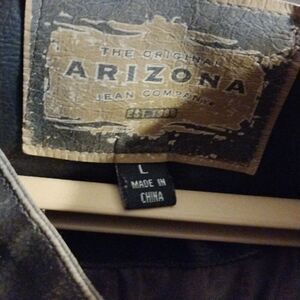 THE ORIGINAL
ARIZONA
JEAN COMPANY
L
MADE IN
CHINA